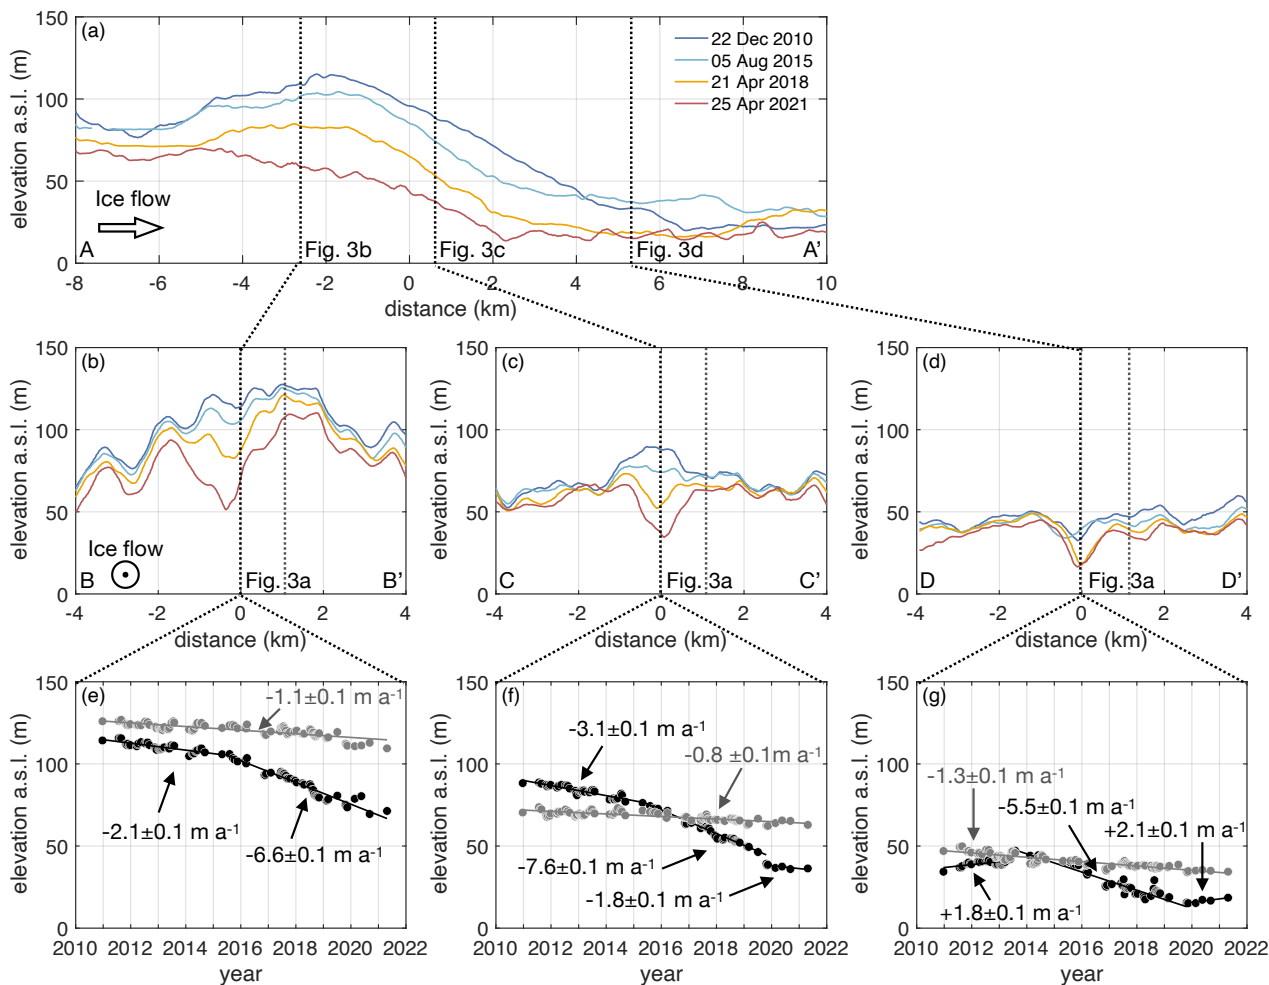 (a)
150
100
50
0
elevation a.s.l. (m)
22 Dec 2010
05 Aug 2015
21 Apr 2018
25 Apr 2021
Ice flow
A
Fig. 3b
Fig. 3c
Fig. 3d
A'
-8 -6 -4 -2 0 2 4 6 8 10
distance (km)
(b)
150
100
50
0
elevation a.s.l. (m)
Ice flow
B
Fig. 3a
B'
-4 -2 0 2 4
distance (km)
(c)
150
100
50
0
elevation a.s.l. (m)
C
Fig. 3a
C'
-4 -2 0 2 4
distance (km)
(d)
150
100
50
0
elevation a.s.l. (m)
D
Fig. 3a
D'
-4 -2 0 2 4
distance (km)
(e)
150
100
50
0
elevation a.s.l. (m)
-1.1±0.1 m a⁻¹
-2.1±0.1 m a⁻¹
-6.6±0.1 m a⁻¹
2010 2012 2014 2016 2018 2020 2022
year
(f)
150
100
50
0
elevation a.s.l. (m)
-3.1±0.1 m a⁻¹
-0.8 ±0.1m a⁻¹
-7.6±0.1 m a⁻¹
-1.8±0.1 m a⁻¹
2010 2012 2014 2016 2018 2020 2022
year
(g)
150
100
50
0
elevation a.s.l. (m)
-1.3±0.1 m a⁻¹
-5.5±0.1 m a⁻¹
+2.1±0.1 m a⁻¹
+1.8±0.1 m a⁻¹
2010 2012 2014 2016 2018 2020 2022
year